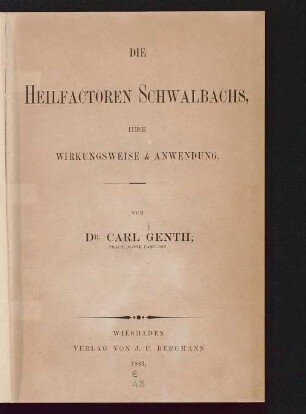 DIE
HEILFACTOREN SCHWALBACHS,
IHRE
WIRKUNGSWEISE & ANWENDUNG.
VON
DR. CARL GENTH,
WIESBADEN.
VERLAG VON J. F. BERGMANN
1883.